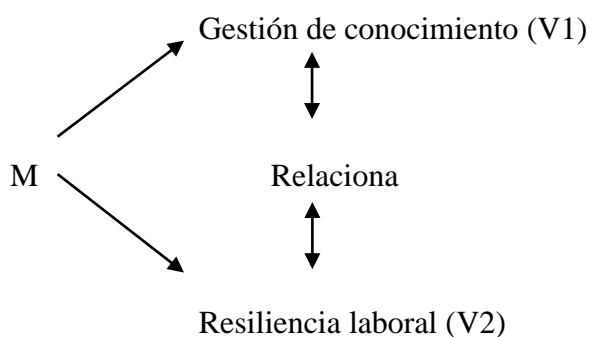 Gestión de conocimiento (V1)
M
Relaciona
Resiliencia laboral (V2)